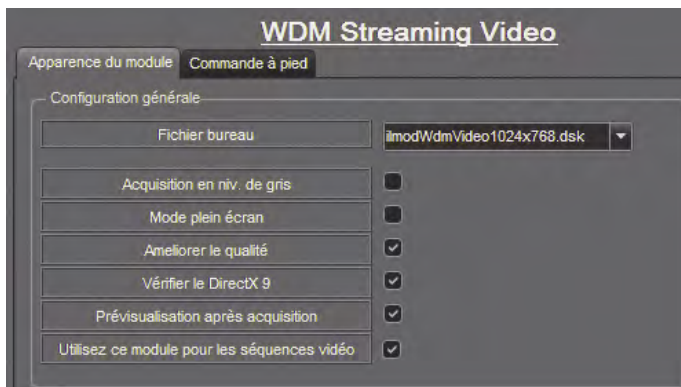 WDM Streaming Video
Apparence du module Commande à pied
Configuration générale
Fichier bureau ilmodWdmVideo1024x768.dsk
Acquisition en niv. de gris
Mode plein écran
Ameliorer le qualité
Vérifier le DirectX 9
Prévisualisation après acquisition
Utilisez ce module pour les séquences vidéo